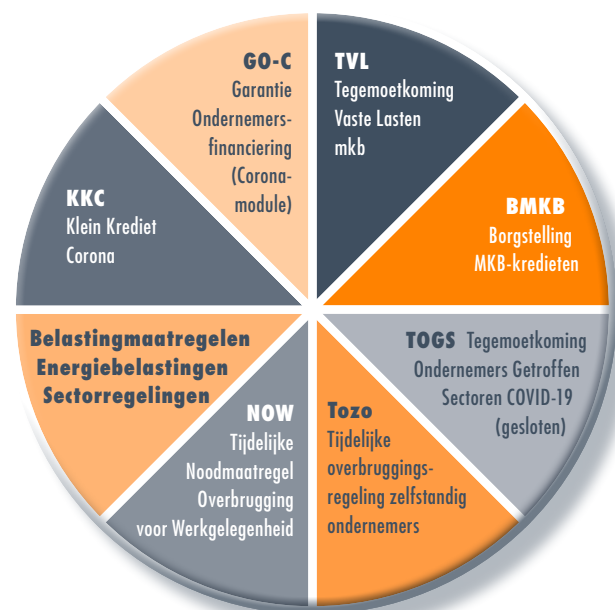 GO-C
Garantie
Ondernemers-
financiering
(Corona-
module)
TVL
Tegemoetkoming
Vaste Lasten
mkb
BMKB
Borgstelling
MKB-kredieten
TOGS Tegemoetkoming
Ondernemers Getroffen
Sectoren COVID-19
(gesloten)
Tozo
Tijdelijke
overbruggings-
regeling zelfstandig
ondernemers
NOW
Tijdelijke
Noodmaatregel
Overbrugging
voor Werkgelegenheid
Belastingmaatregelen
Energiebelastingen
Sectorregelingen
KKC
Klein Krediet
Corona